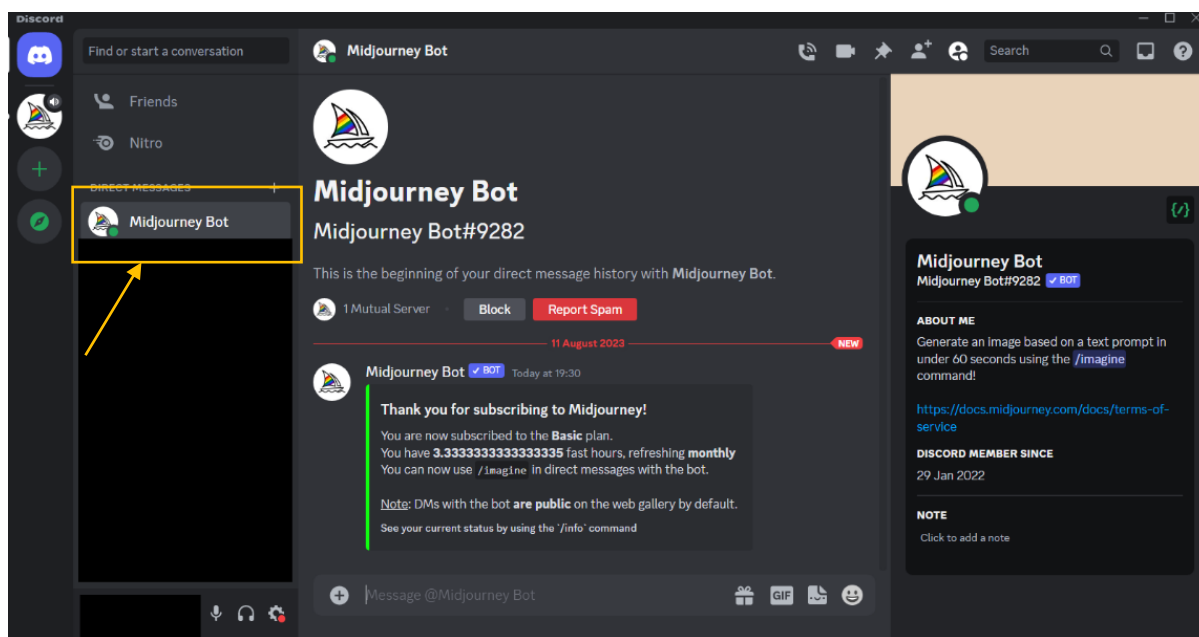 Discord
Find or start a conversation
Friends
Nitro
DIRECT MESSAGES +
Midjourney Bot
Midjourney Bot
Search
Midjourney Bot
Midjourney Bot#9282
This is the beginning of your direct message history with Midjourney Bot.
1 Mutual Server
Block
Report Spam
11 August 2023
NEW
Midjourney Bot ✓ BOT Today at 19:30
Thank you for subscribing to Midjourney!
You are now subscribed to the Basic plan.
You have 3.3333333333333335 fast hours, refreshing monthly
You can now use /imagine in direct messages with the bot.
Note: DMs with the bot are public on the web gallery by default.
See your current status by using the `/info` command
Message @Midjourney Bot
GIF
{/}
Midjourney Bot
Midjourney Bot#9282 ✓ BOT
ABOUT ME
Generate an image based on a text prompt in
under 60 seconds using the /imagine
command!
https://docs.midjourney.com/docs/terms-of-
service
DISCORD MEMBER SINCE
29 Jan 2022
NOTE
Click to add a note